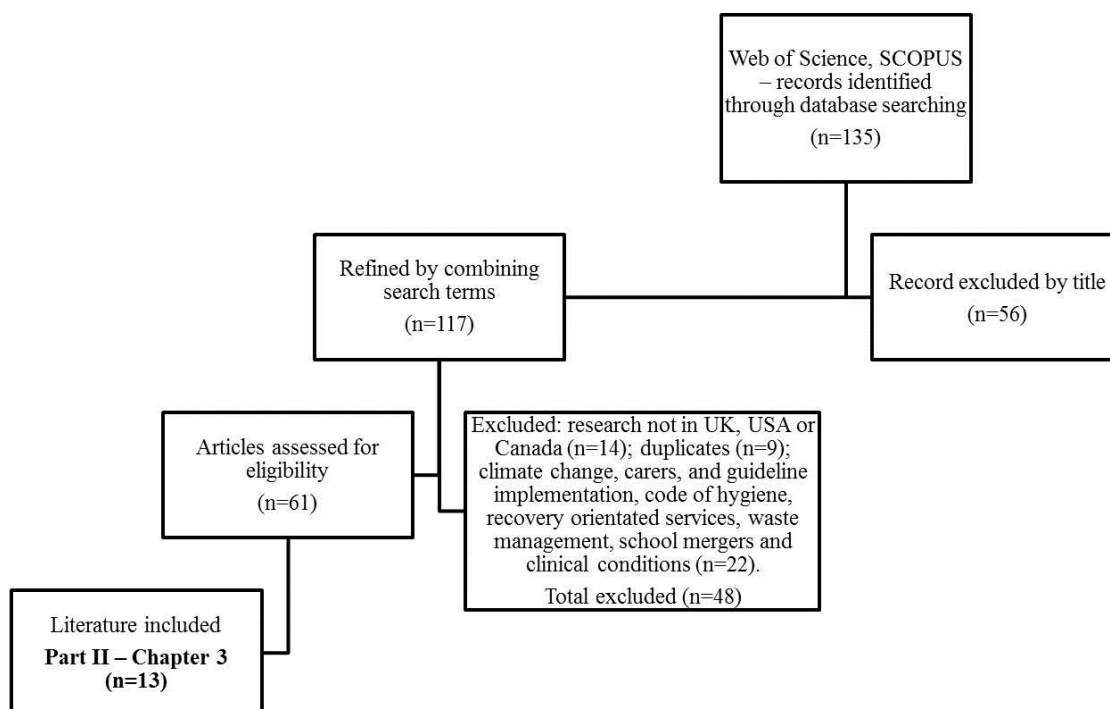 Web of Science, SCOPUS
– records identified
through database searching
(n=135)
Refined by combining
search terms
(n=117)
Record excluded by title
(n=56)
Articles assessed for
eligibility
(n=61)
Excluded: research not in UK, USA or
Canada (n=14); duplicates (n=9);
climate change, carers, and guideline
implementation, code of hygiene,
recovery orientated services, waste
management, school mergers and
clinical conditions (n=22).
Total excluded (n=48)
Literature included
Part II – Chapter 3
(n=13)